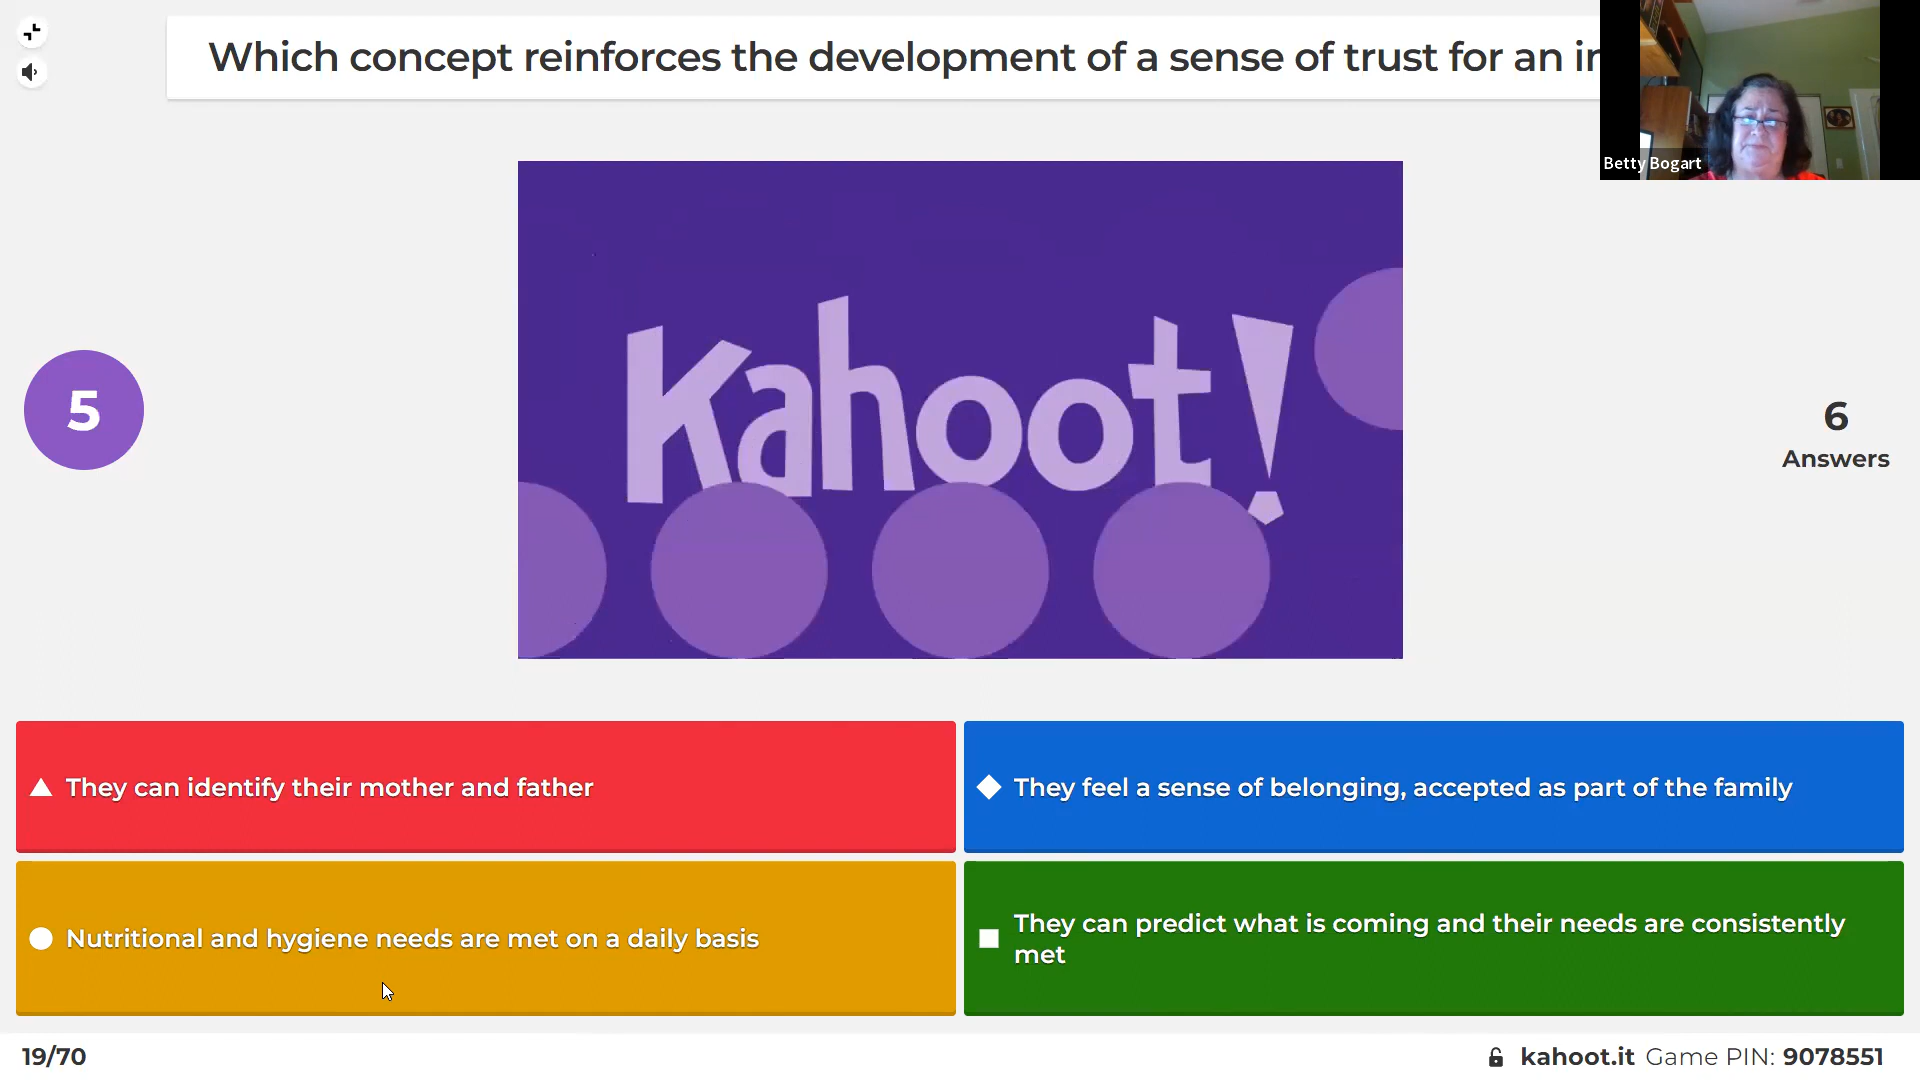 Which concept reinforces the development of a sense of trust for an
Betty Bogart
Kahoot!
5
6
Answers
They can identify their mother and father
They feel a sense of belonging, accepted as part of the family
Nutritional and hygiene needs are met on a daily basis
They can predict what is coming and their needs are consistently
met
19/70
kahoot.it Game PIN: 9078551